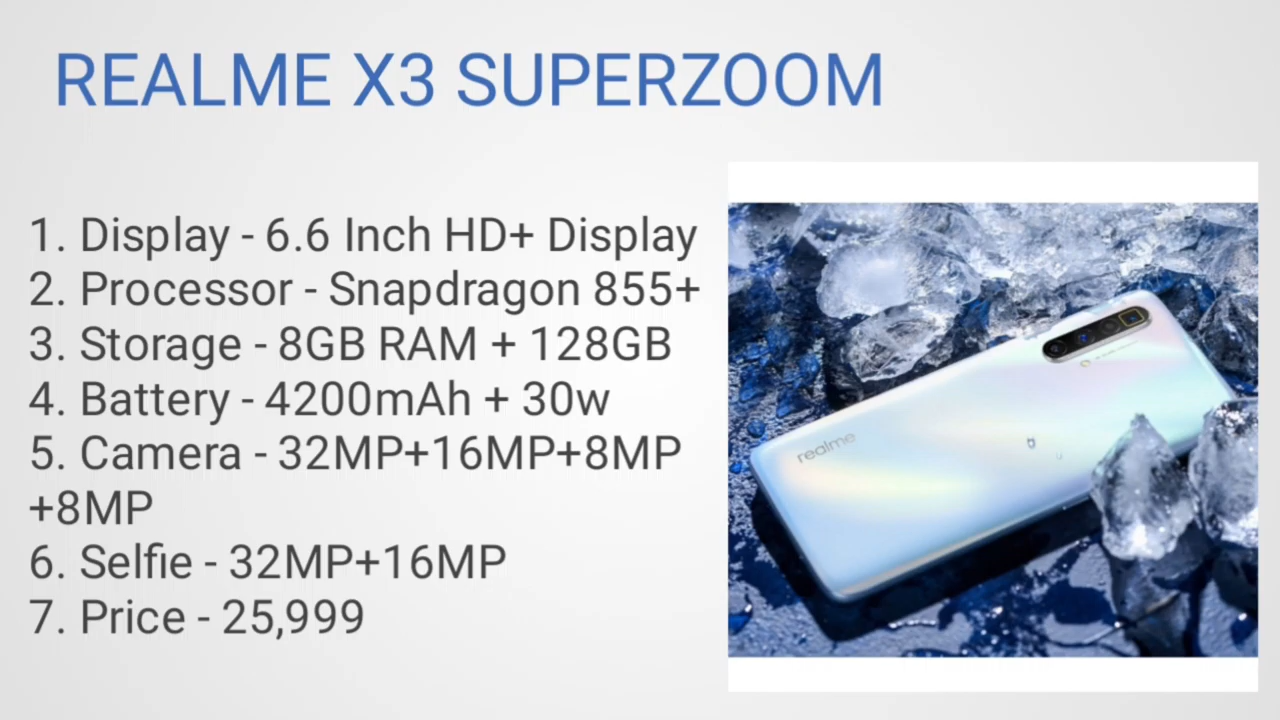 REALME X3 SUPERZOOM
1. Display - 6.6 Inch HD+ Display
2. Processor - Snapdragon 855+
3. Storage - 8GB RAM + 128GB
4. Battery - 4200mAh + 30w
5. Camera - 32MP+16MP+8MP
+8MP
6. Selfie - 32MP+16MP
7. Price - 25,999
realme